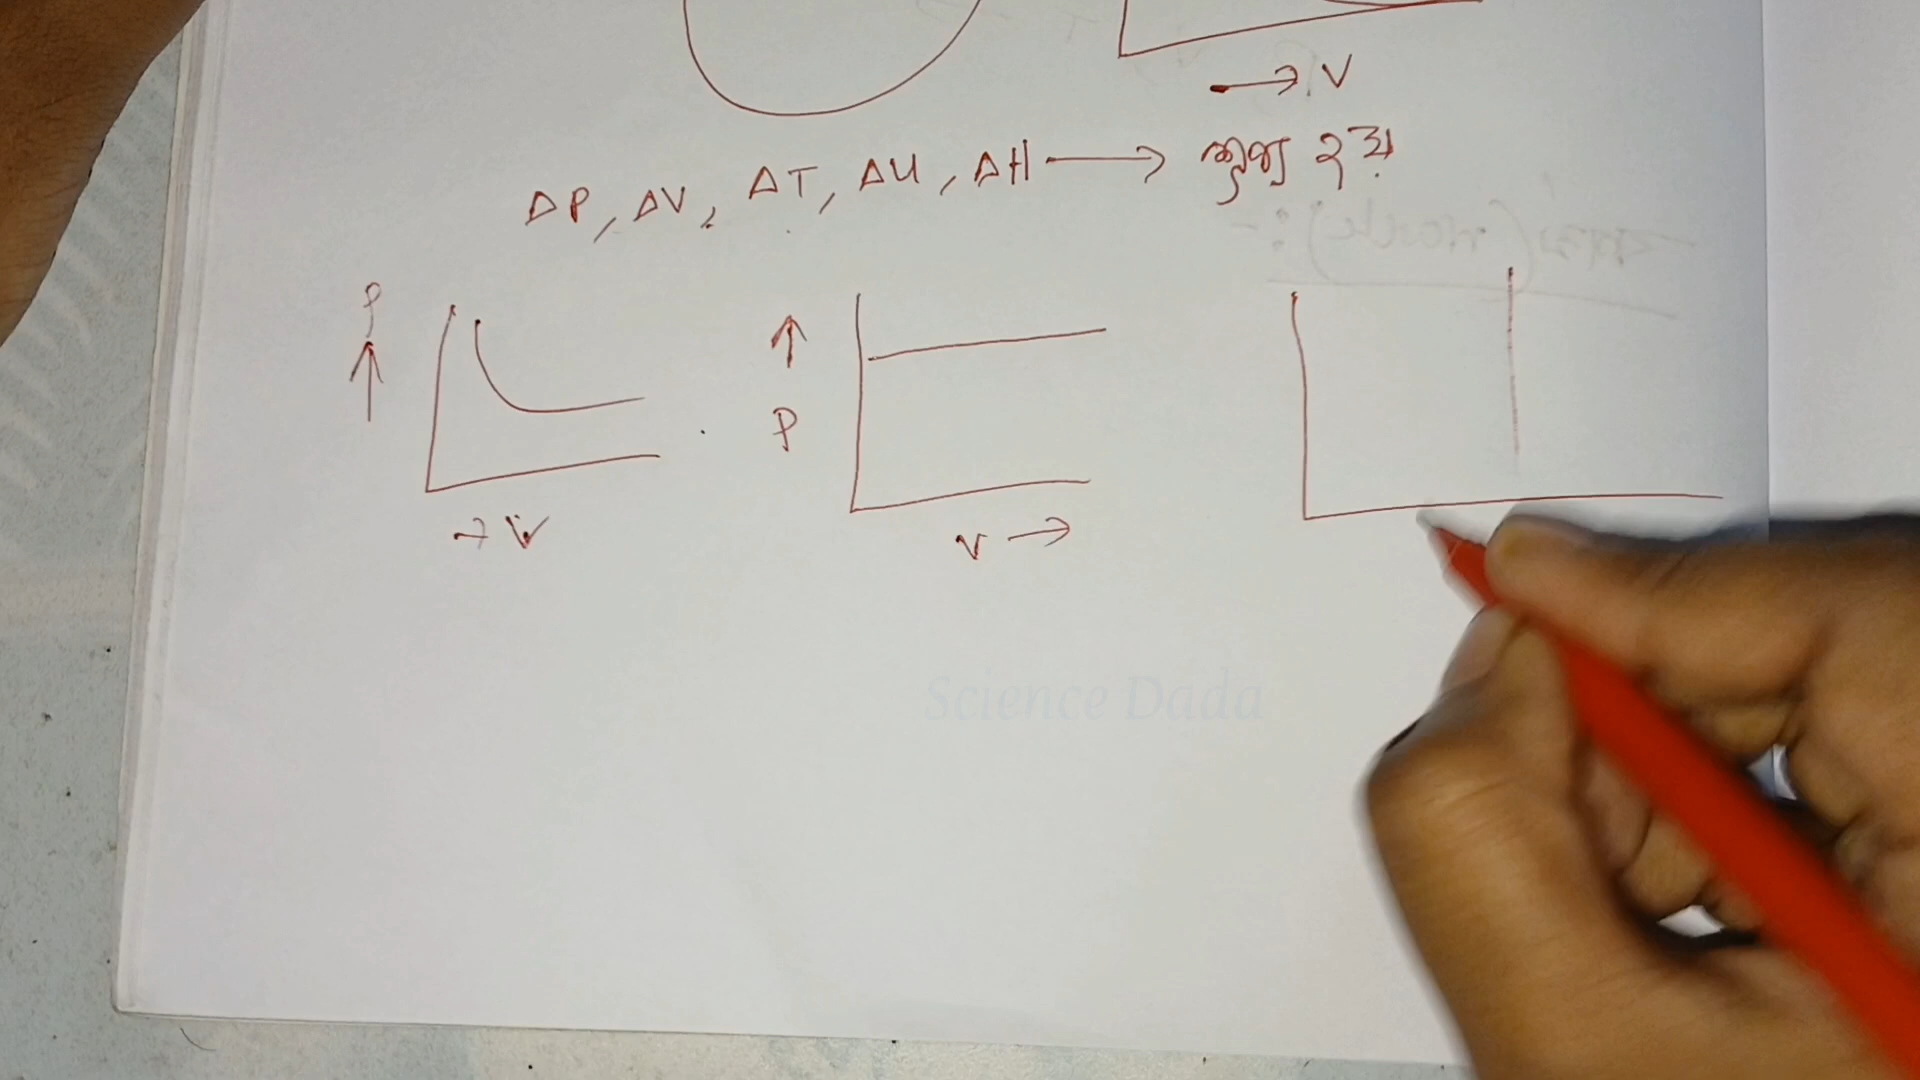 → V
ΔP, ΔV, ΔT, ΔU, ΔH → শূন্য হয়
P ↑ ↑ P
→ V V →
Science Dada